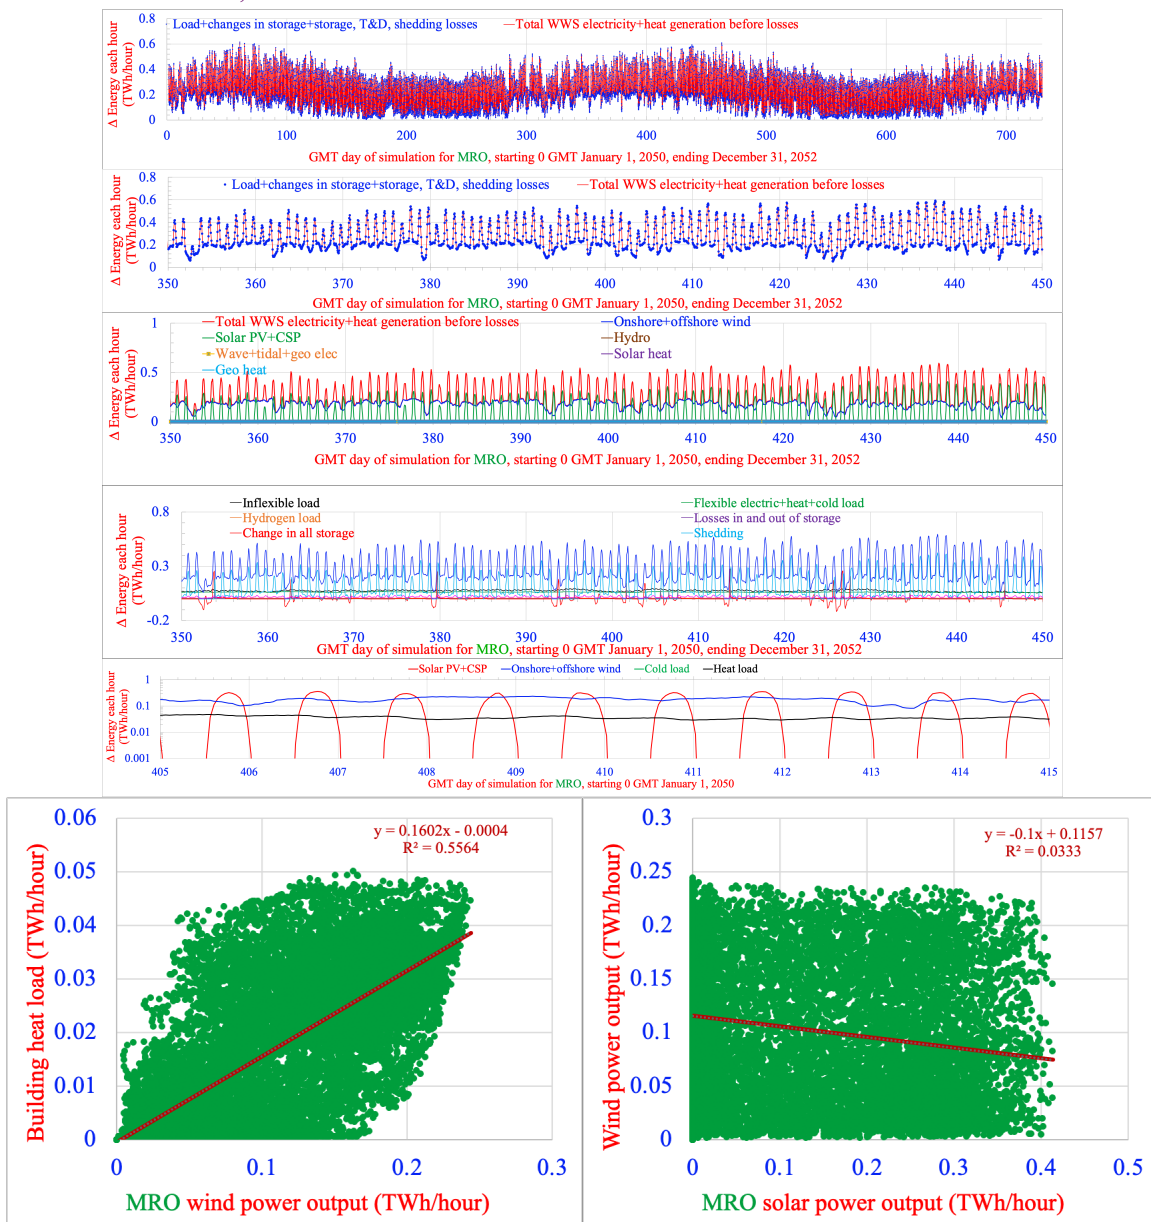 Load+changes in storage+storage, T&D, shedding losses
Total WWS electricity+heat generation before losses
Δ Energy each hour
(TWh/hour)
0.8
0.6
0.4
0.2
0
0 100 200 300 400 500 600 700
GMT day of simulation for MRO, starting 0 GMT January 1, 2050, ending December 31, 2052
Load+changes in storage+storage, T&D, shedding losses
Total WWS electricity+heat generation before losses
Δ Energy each hour
(TWh/hour)
0.8
0.6
0.4
0.2
0
350 360 370 380 390 400 410 420 430 440 450
GMT day of simulation for MRO, starting 0 GMT January 1, 2050, ending December 31, 2052
Total WWS electricity+heat generation before losses
Onshore+offshore wind
Solar PV+CSP
Hydro
Wave+tidal+geo elec
Solar heat
Geo heat
Δ Energy each hour
(TWh/hour)
1
0.5
0
350 360 370 380 390 400 410 420 430 440 450
GMT day of simulation for MRO, starting 0 GMT January 1, 2050, ending December 31, 2052
Inflexible load
Flexible electric+heat+cold load
Hydrogen load
Losses in and out of storage
Change in all storage
Shedding
Δ Energy each hour
(TWh/hour)
0.8
0.3
-0.2
350 360 370 380 390 400 410 420 430 440 450
GMT day of simulation for MRO, starting 0 GMT January 1, 2050, ending December 31, 2052
Solar PV+CSP Onshore+offshore wind Cold load Heat load
Δ Energy each hour
(TWh/hour)
1
0.1
0.01
0.001
405 406 407 408 409 410 411 412 413 414 415
GMT day of simulation for MRO, starting 0 GMT January 1, 2050
y = 0.1602x - 0.0004
R² = 0.5564
Building heat load (TWh/hour)
0.06
0.05
0.04
0.03
0.02
0.01
0
0 0.1 0.2 0.3
MRO wind power output (TWh/hour)
y = -0.1x + 0.1157
R² = 0.0333
Wind power output (TWh/hour)
0.3
0.25
0.2
0.15
0.1
0.05
0
0 0.1 0.2 0.3 0.4 0.5
MRO solar power output (TWh/hour)